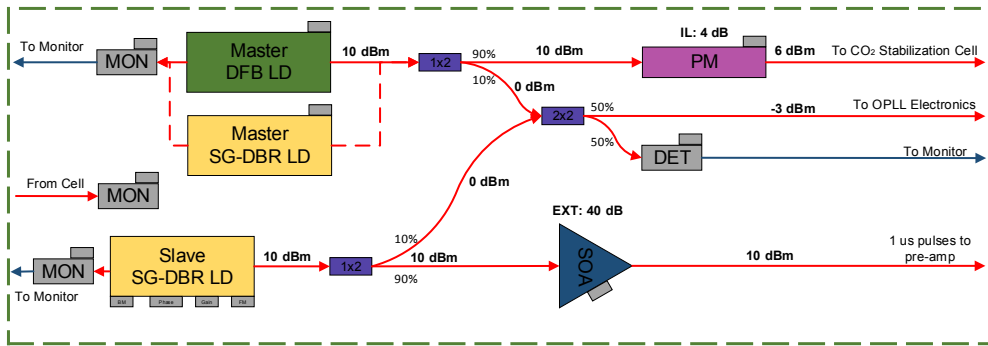 To Monitor
MON
Master
DFB LD
10 dBm
1x2
90%
10%
10 dBm
IL: 4 dB
PM
6 dBm
To CO₂ Stabilization Cell
0 dBm
Master
SG-DBR LD
2x2
50%
50%
-3 dBm
To OPLL Electronics
DET
To Monitor
From Cell
MON
0 dBm
EXT: 40 dB
MON
To Monitor
Slave
SG-DBR LD
BM
Phase
Gain
FM
10 dBm
1x2
10%
90%
10 dBm
SOA
10 dBm
1 us pulses to
pre-amp